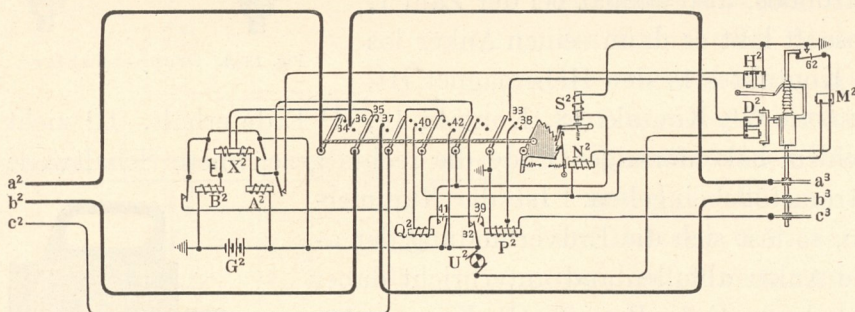 H²
62
M²
S²
D²
33
38
34
36
35
37
40
42
X²
N²
a²
b²
c²
B²
A²
41
39
32
Q²
P²
G²
U²
a³
b³
c³